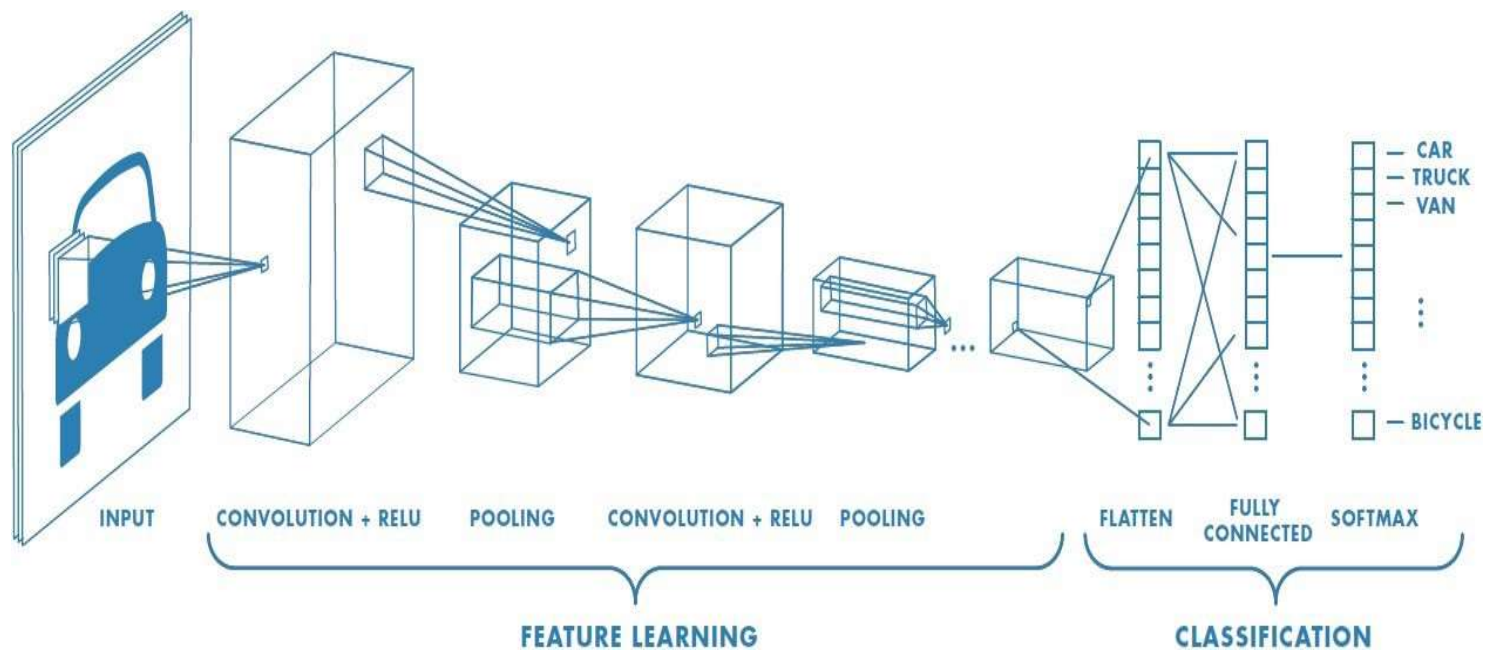 CAR
TRUCK
VAN
BICYCLE
INPUT
CONVOLUTION + RELU
POOLING
CONVOLUTION + RELU
POOLING
FLATTEN
FULLY
CONNECTED
SOFTMAX
FEATURE LEARNING
CLASSIFICATION